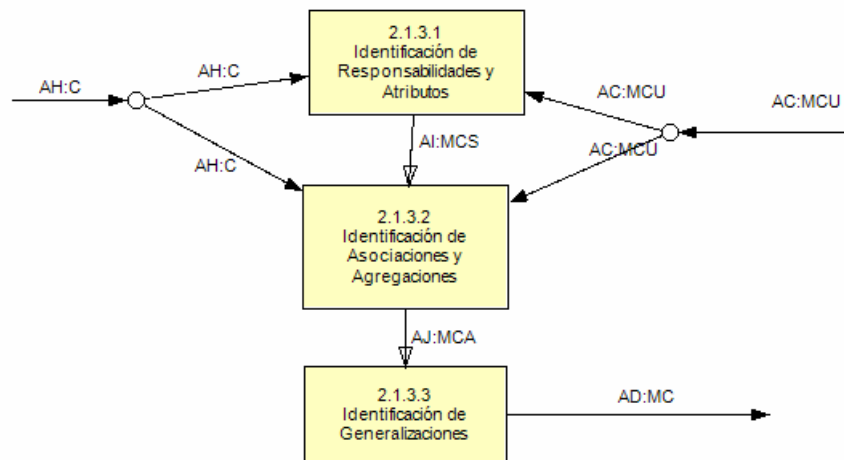 2.1.3.1
Identificación de
Responsabilidades y
Atributos
AH:C
AH:C
AC:MCU
AC:MCU
AI:MCS
AC:MCU
AH:C
2.1.3.2
Identificación de
Asociaciones y
Agregaciones
AJ:MCA
2.1.3.3
Identificación de
Generalizaciones
AD:MC